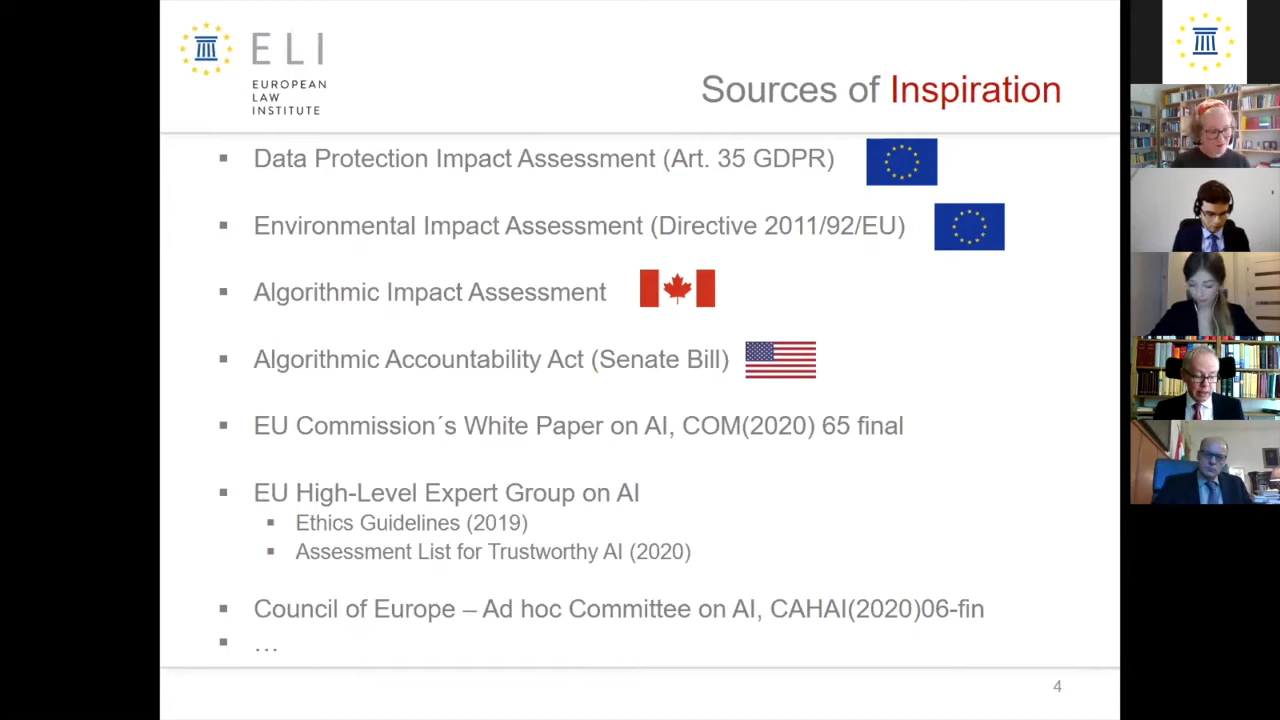 ELI
EUROPEAN
LAW
INSTITUTE
Sources of Inspiration
Data Protection Impact Assessment (Art. 35 GDPR)
Environmental Impact Assessment (Directive 2011/92/EU)
Algorithmic Impact Assessment
Algorithmic Accountability Act (Senate Bill)
EU Commission´s White Paper on AI, COM(2020) 65 final
EU High-Level Expert Group on AI
Ethics Guidelines (2019)
Assessment List for Trustworthy AI (2020)
Council of Europe – Ad hoc Committee on AI, CAHAI(2020)06-fin
…
4